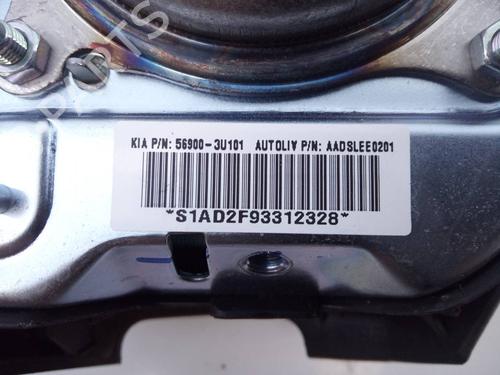 KIA P/N: 56900-3U101 AUTOLIV P/N: AADSLEE0201
*S1AD2F93312328*